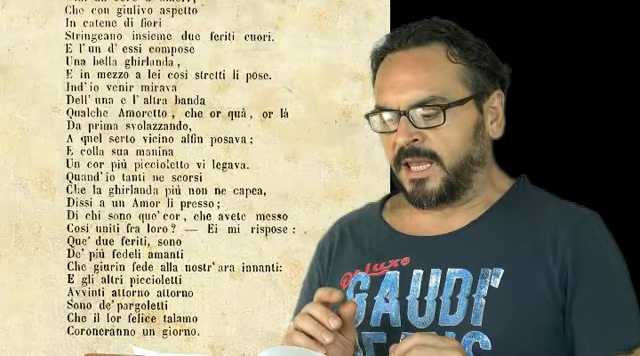 Che con giulivo aspetto
In catene di fiori
Stringeano insieme due feriti cuori.
E l'un d' essi compose
Una bella ghirlanda,
E in mezzo a lei così stretti li pose.
Ind'io venir mirava
Dell' una e l' altra banda
Qualche Amoretto, che or quà, or là
Da prima svolazzando,
A quel serto vicino alfin posava;
E colla sua manina
Un cor più piccioletto vi legava.
Quand' io tanti ne scorsi
Che la ghirlanda più non ne capea,
Dissi a un Amor lì presso;
Di chi sono que' cor, che avete messo
Così uniti fra loro? — Ei mi rispose:
Que' due feriti, sono
De' più fedeli amanti
Che giurin fede alla nostr' ara innanti:
E gli altri piccioletti
Avvinti attorno attorno
Sono de' pargoletti
Che il lor felice talamo
Coroneranno un giorno.
Deluxe
GAUDI'
JEANS